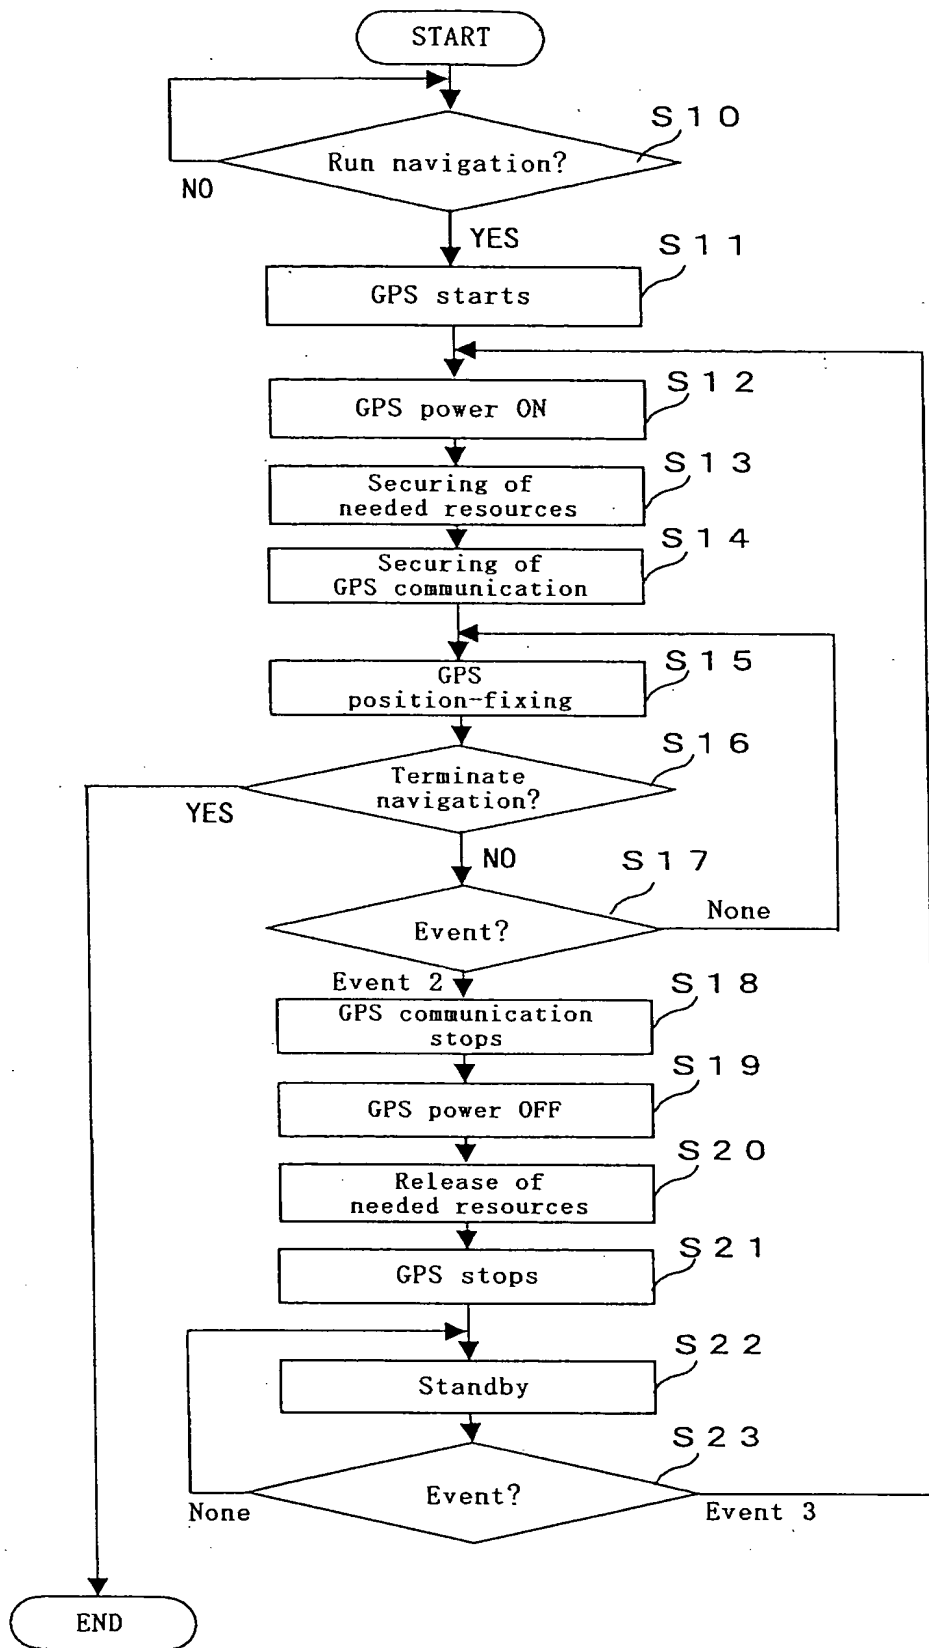 START
S10
Run navigation?
NO
YES
S11
GPS starts
S12
GPS power ON
S13
Securing of
needed resources
S14
Securing of
GPS communication
S15
GPS
position-fixing
S16
Terminate
navigation?
YES
NO
S17
Event?
None
Event 2
S18
GPS communication
stops
S19
GPS power OFF
S20
Release of
needed resources
S21
GPS stops
S22
Standby
S23
Event?
None
Event 3
END